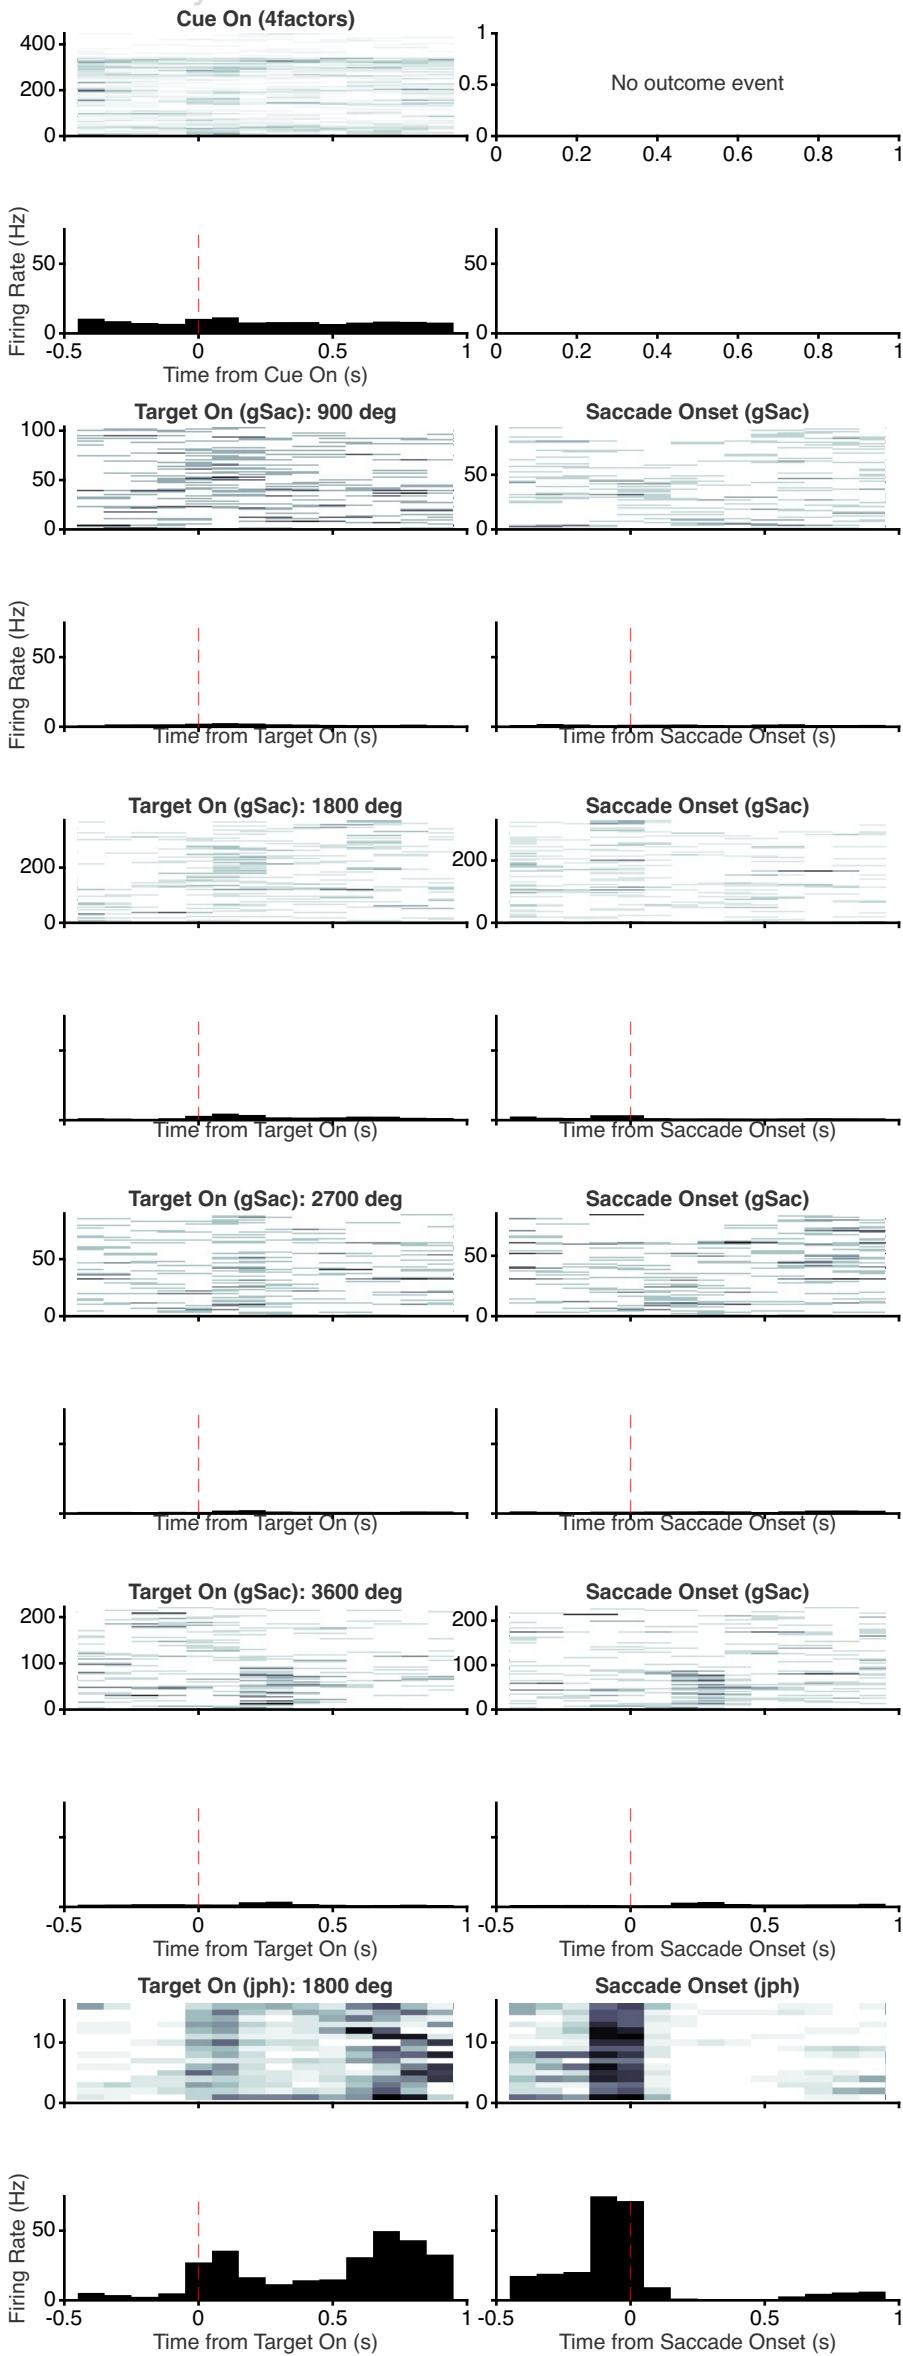 Cue On (4factors)
400
200
0
1
0.5
0
No outcome event
0 0.2 0.4 0.6 0.8 1
Firing Rate (Hz)
50
0
-0.5 0 0.5 1
Time from Cue On (s)
50
0
0 0.2 0.4 0.6 0.8 1
Target On (gSac): 900 deg
100
50
0
Saccade Onset (gSac)
50
0
Firing Rate (Hz)
50
0
Time from Target On (s)
Time from Saccade Onset (s)
Target On (gSac): 1800 deg
200
0
Saccade Onset (gSac)
200
0
Time from Target On (s)
Time from Saccade Onset (s)
Target On (gSac): 2700 deg
50
0
Saccade Onset (gSac)
50
0
Time from Target On (s)
Time from Saccade Onset (s)
Target On (gSac): 3600 deg
200
100
0
Saccade Onset (gSac)
200
100
0
-0.5 0 0.5 1
Time from Target On (s)
-0.5 0 0.5 1
Time from Saccade Onset (s)
Target On (jph): 1800 deg
10
0
Saccade Onset (jph)
10
0
Firing Rate (Hz)
50
0
-0.5 0 0.5 1
Time from Target On (s)
-0.5 0 0.5 1
Time from Saccade Onset (s)